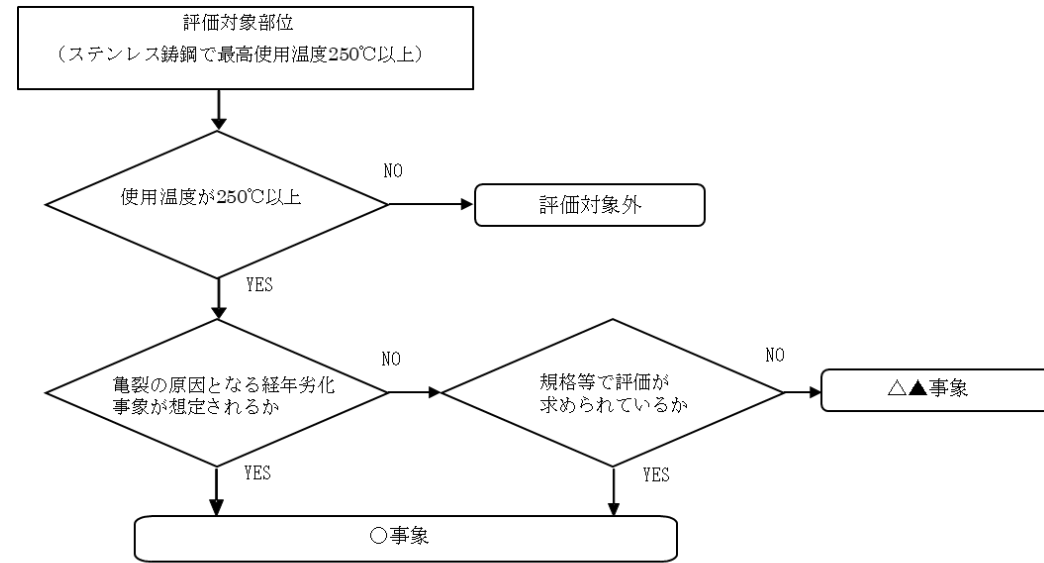 評価対象部位
（ステンレス鋳鋼で最高使用温度250℃以上）
使用温度が250℃以上
NO
評価対象外
YES
亀裂の原因となる経年劣化
事象が想定されるか
NO
規格等で評価が
求められているか
NO
△▲事象
YES
YES
○事象